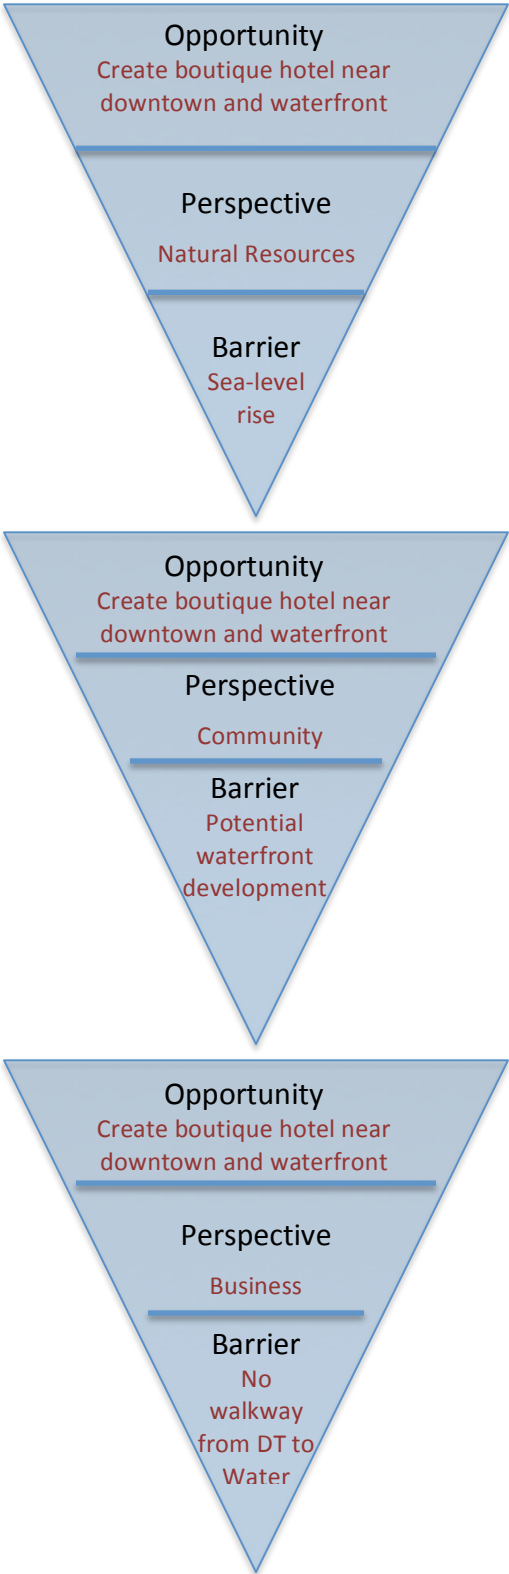 Opportunity
Create boutique hotel near
downtown and waterfront
Perspective
Natural Resources
Barrier
Sea-level
rise
Opportunity
Create boutique hotel near
downtown and waterfront
Perspective
Community
Barrier
Potential
waterfront
development
Opportunity
Create boutique hotel near
downtown and waterfront
Perspective
Business
Barrier
No
walkway
from DT to
Water